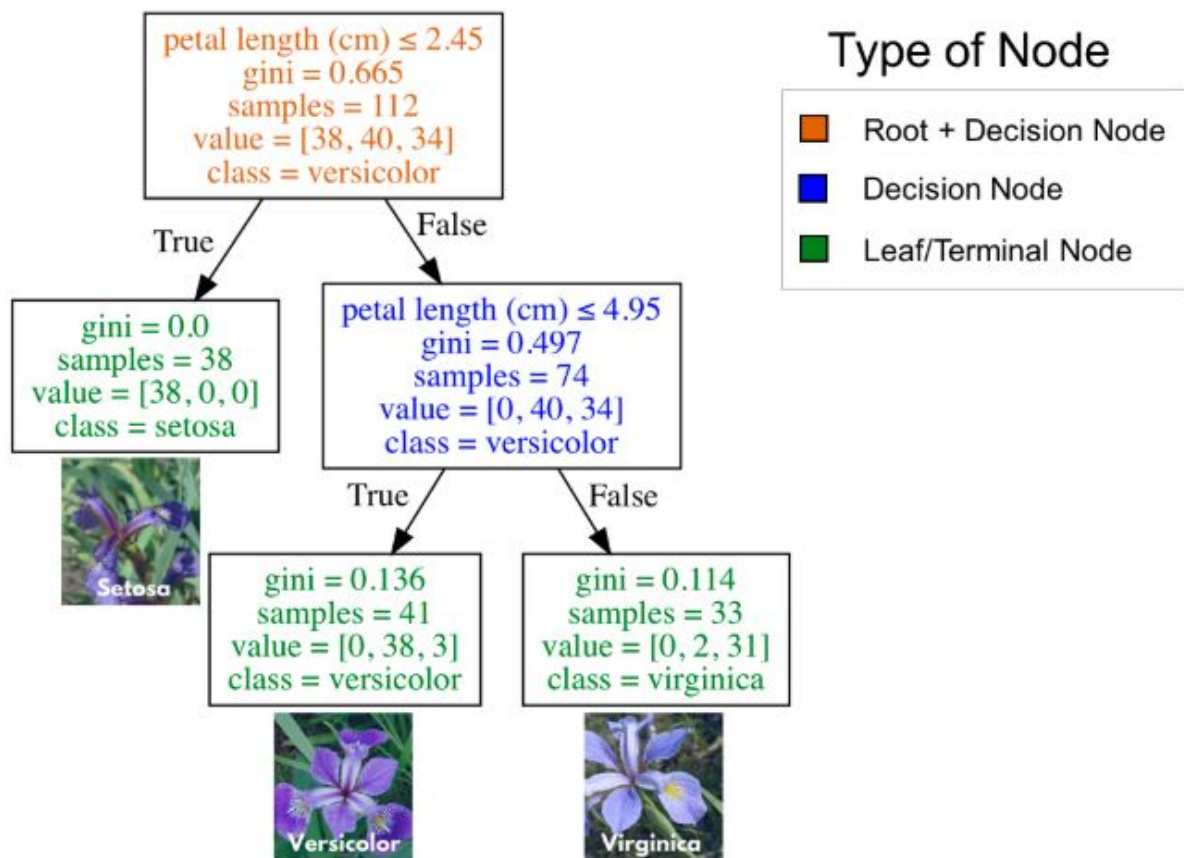 petal length (cm) ≤ 2.45
gini = 0.665
samples = 112
value = [38, 40, 34]
class = versicolor
Type of Node
Root + Decision Node
Decision Node
Leaf/Terminal Node
True
False
gini = 0.0
samples = 38
value = [38, 0, 0]
class = setosa
petal length (cm) ≤ 4.95
gini = 0.497
samples = 74
value = [0, 40, 34]
class = versicolor
Setosa
True
False
gini = 0.136
samples = 41
value = [0, 38, 3]
class = versicolor
gini = 0.114
samples = 33
value = [0, 2, 31]
class = virginica
Versicolor
Virginica